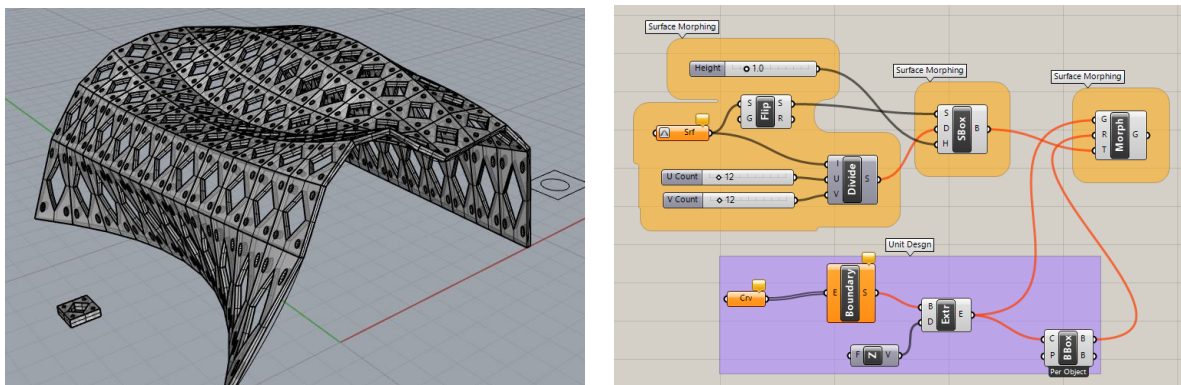 Surface Morphing
Height 1.0
Surface Morphing
Surface Morphing
S S
G Flip R
Srf
S
D SBox B
H
G
R Morph G
T
I
U Divide S
V
U Count 12
V Count 12
Unit Desgn
Crv
E Boundary S
B Extr E
D
F Z V
C BBox B
P B
Per Object